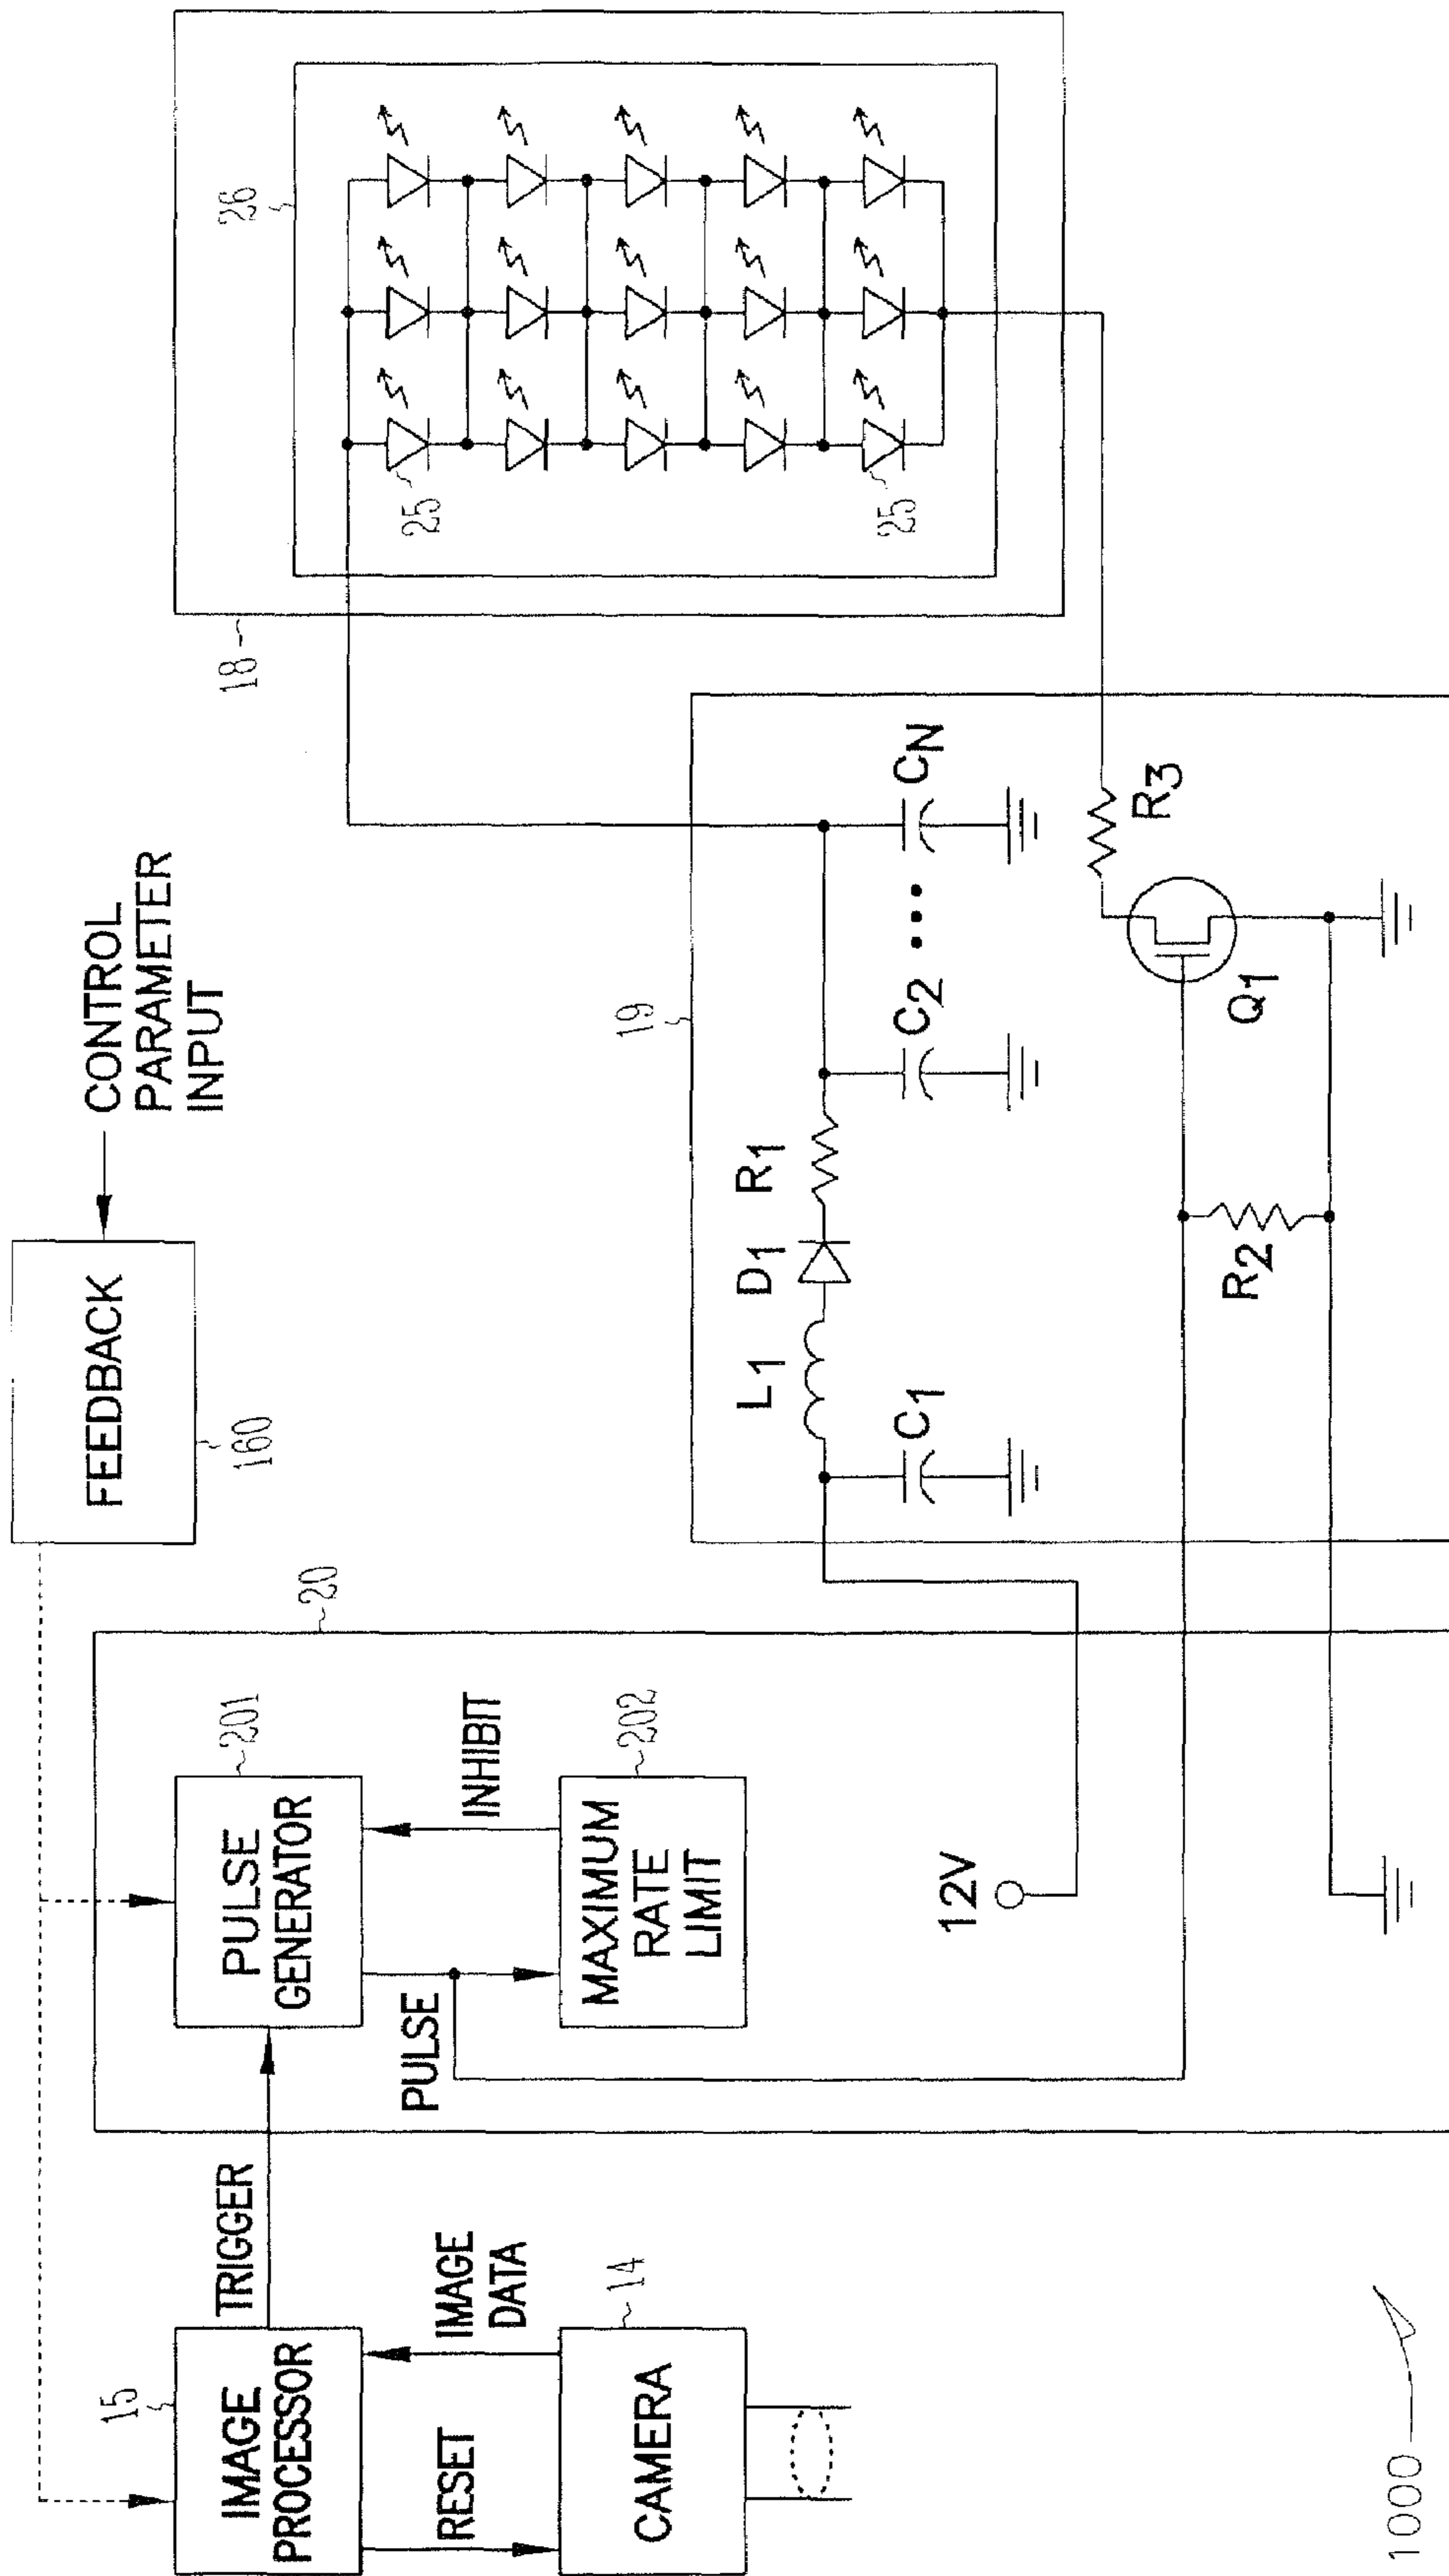 FEEDBACK
160
CONTROL
PARAMETER
INPUT
15
IMAGE
PROCESSOR
TRIGGER
RESET
IMAGE
DATA
CAMERA
14
20
PULSE
GENERATOR
201
PULSE
INHIBIT
MAXIMUM
RATE
LIMIT
202
12V
19
L1
D1
R1
C1
C2
CN
R2
Q1
R3
18
26
25
25
1000